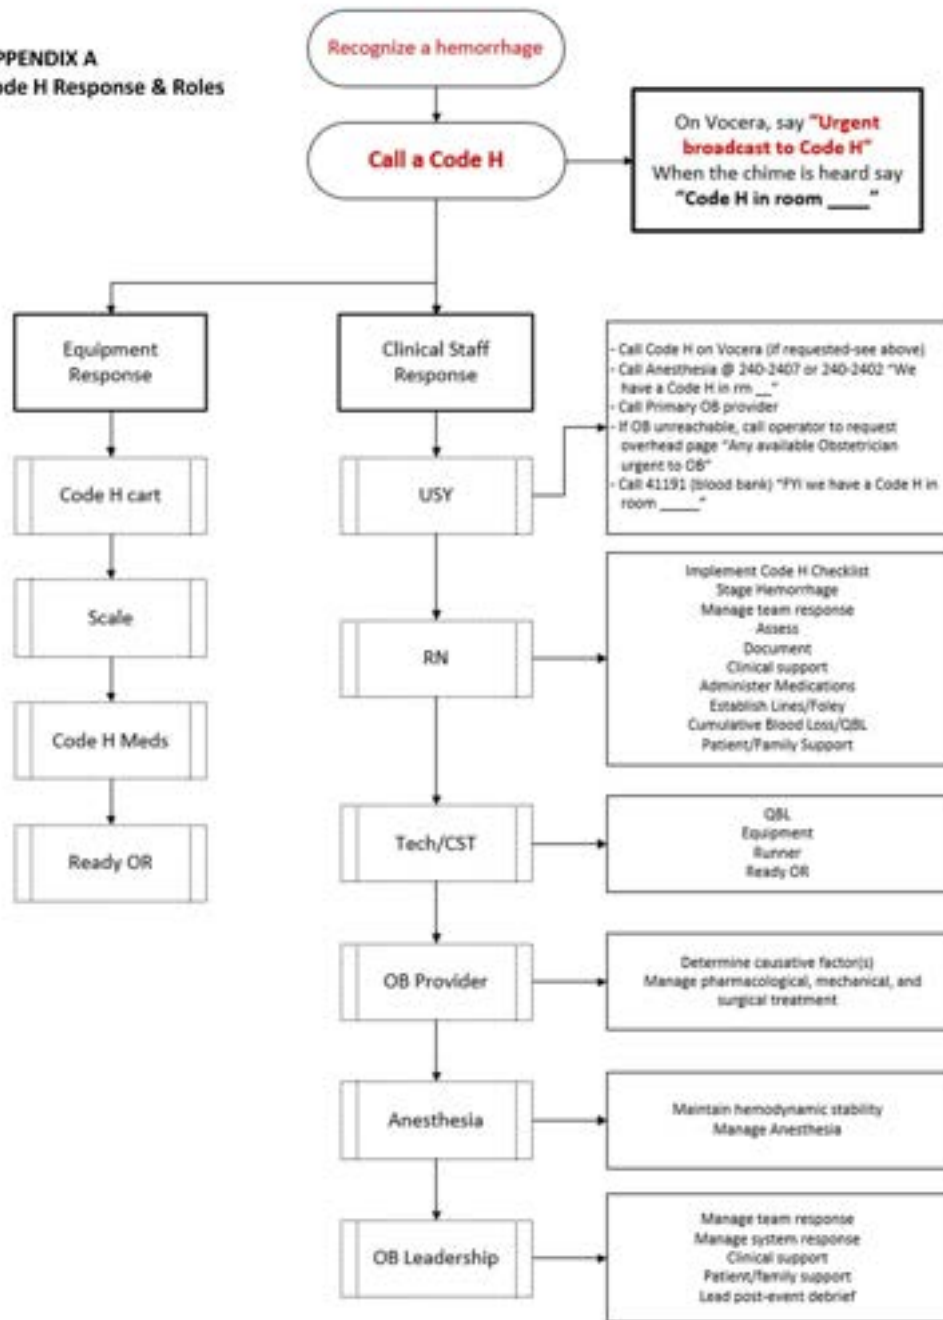 PPENDIX A
ode H Response & Roles
Recognize a hemorrhage
Call a Code H
On Vocera, say "Urgent
broadcast to Code H"
When the chime is heard say
"Code H in room ____"
Equipment
Response
Code H cart
Scale
Code H Meds
Ready OR
Clinical Staff
Response
USY
- Call Code H on Vocera (if requested-see above)
- Call Anesthesia @ 240-2407 or 240-2402 "We
have a Code H in rm __"
- Call Primary OB provider
- If OB unreachable, call operator to request
overhead page "Any available Obstetrician
urgent to OB"
- Call 41191 (blood bank) "FYI we have a Code H in
room _____"
RN
Implement Code H Checklist
Stage Hemorrhage
Manage team response
Assess
Document
Clinical support
Administer Medications
Establish Lines/Foley
Cumulative Blood Loss/QBL
Patient/Family Support
Tech/CST
QBL
Equipment
Runner
Ready OR
OB Provider
Determine causative factor(s)
Manage pharmacological, mechanical, and
surgical treatment
Anesthesia
Maintain hemodynamic stability
Manage Anesthesia
OB Leadership
Manage team response
Manage system response
Clinical support
Patient/family support
Lead post-event debrief